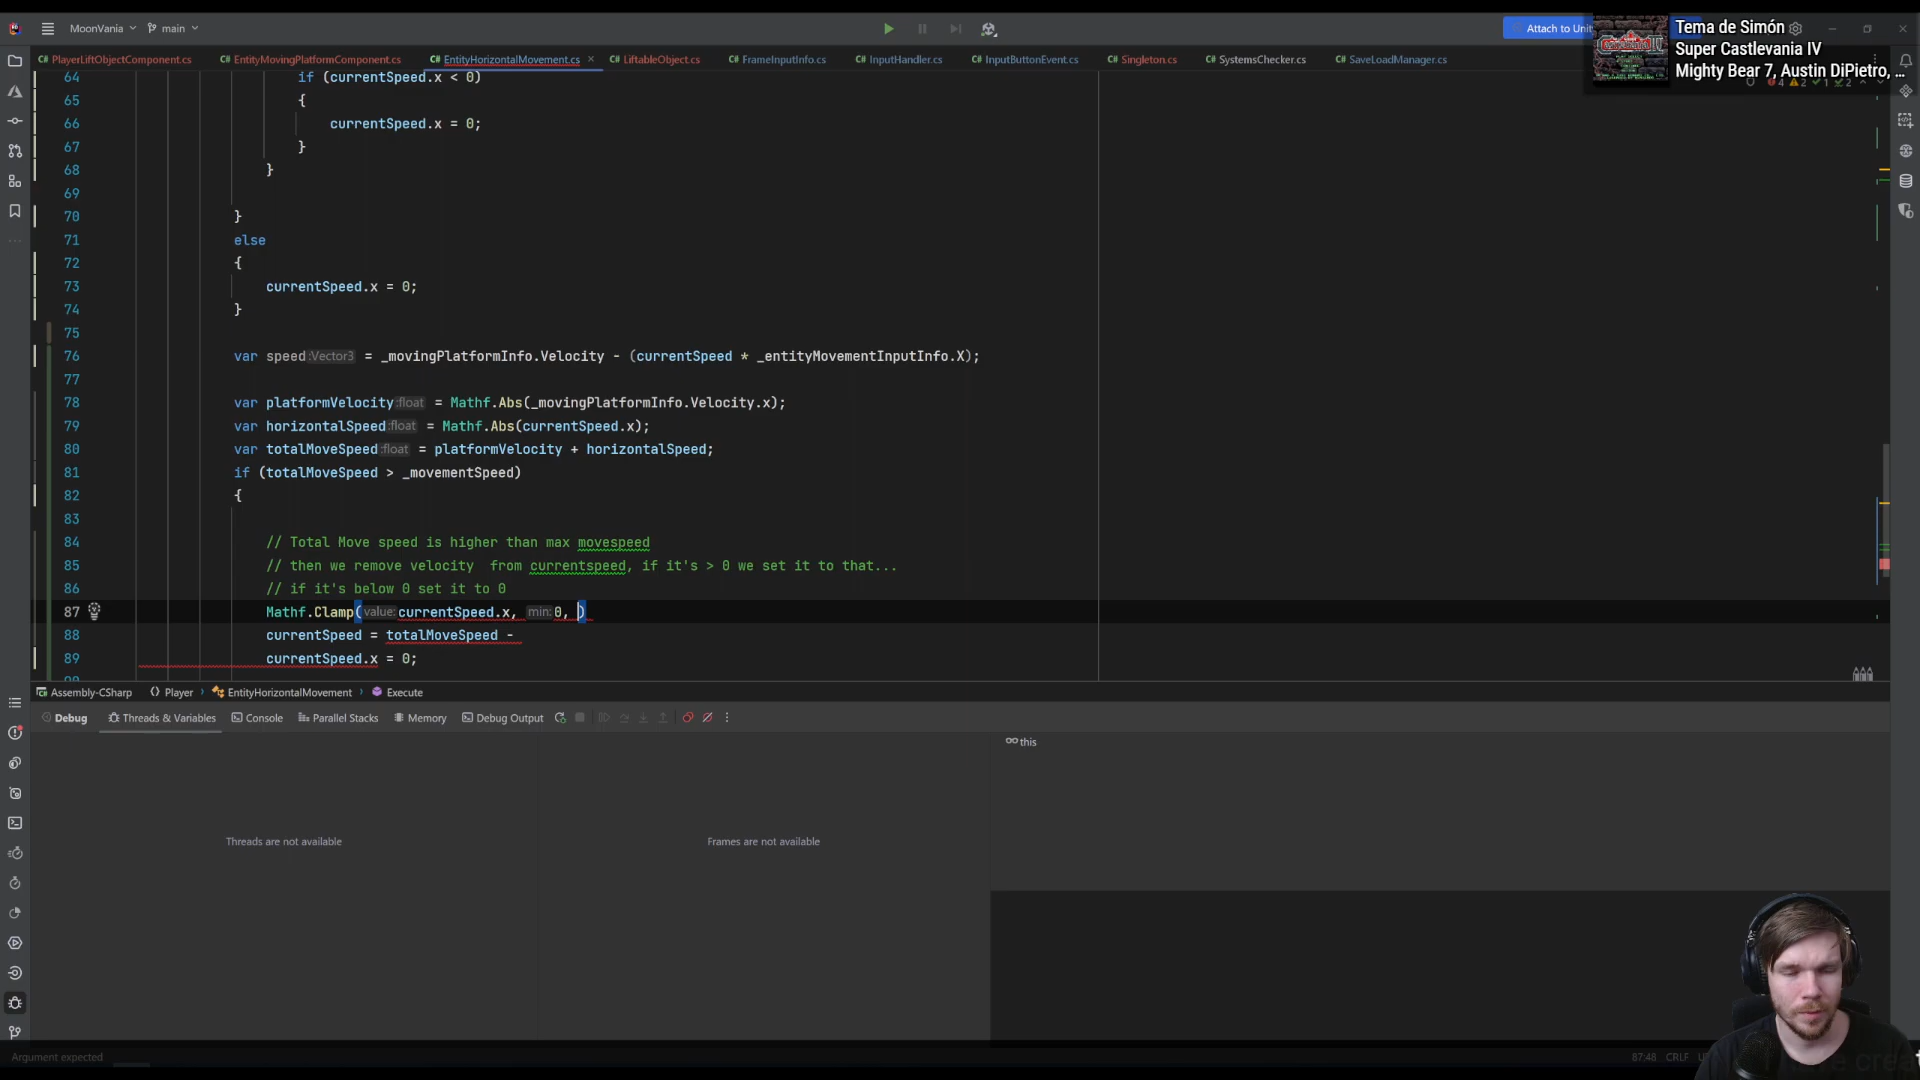 MoonVania
main
Attach to Unit
Tema de Simón
Super Castlevania IV
Mighty Bear 7, Austin DiPietro, ...
PlayerLiftObjectComponent.cs
EntityMovingPlatformComponent.cs
EntityHorizontalMovement.cs
LiftableObject.cs
FrameInputInfo.cs
InputHandler.cs
InputButtonEvent.cs
Singleton.cs
SystemsChecker.cs
SaveLoadManager.cs
4 2 1 2
64 if (currentSpeed.x < 0)
65 {
66 currentSpeed.x = 0;
67 }
68 }
69
70 }
71 else
72 {
73 currentSpeed.x = 0;
74 }
75
76 var speed:Vector3 = _movingPlatformInfo.Velocity - (currentSpeed * _entityMovementInputInfo.X);
77
78 var platformVelocity:float = Mathf.Abs(_movingPlatformInfo.Velocity.x);
79 var horizontalSpeed:float = Mathf.Abs(currentSpeed.x);
80 var totalMoveSpeed:float = platformVelocity + horizontalSpeed;
81 if (totalMoveSpeed > _movementSpeed)
82 {
83
84 // Total Move speed is higher than max movespeed
85 // then we remove velocity  from currentspeed, if it's > 0 we set it to that...
86 // if it's below 0 set it to 0
87 Mathf.Clamp(value:currentSpeed.x, min:0, )
88 currentSpeed = totalMoveSpeed -
89 currentSpeed.x = 0;
Assembly-CSharp
Player
EntityHorizontalMovement
Execute
Debug
Threads & Variables
Console
Parallel Stacks
Memory
Debug Output
this
Threads are not available
Frames are not available
Argument expected
87:48 CRLF